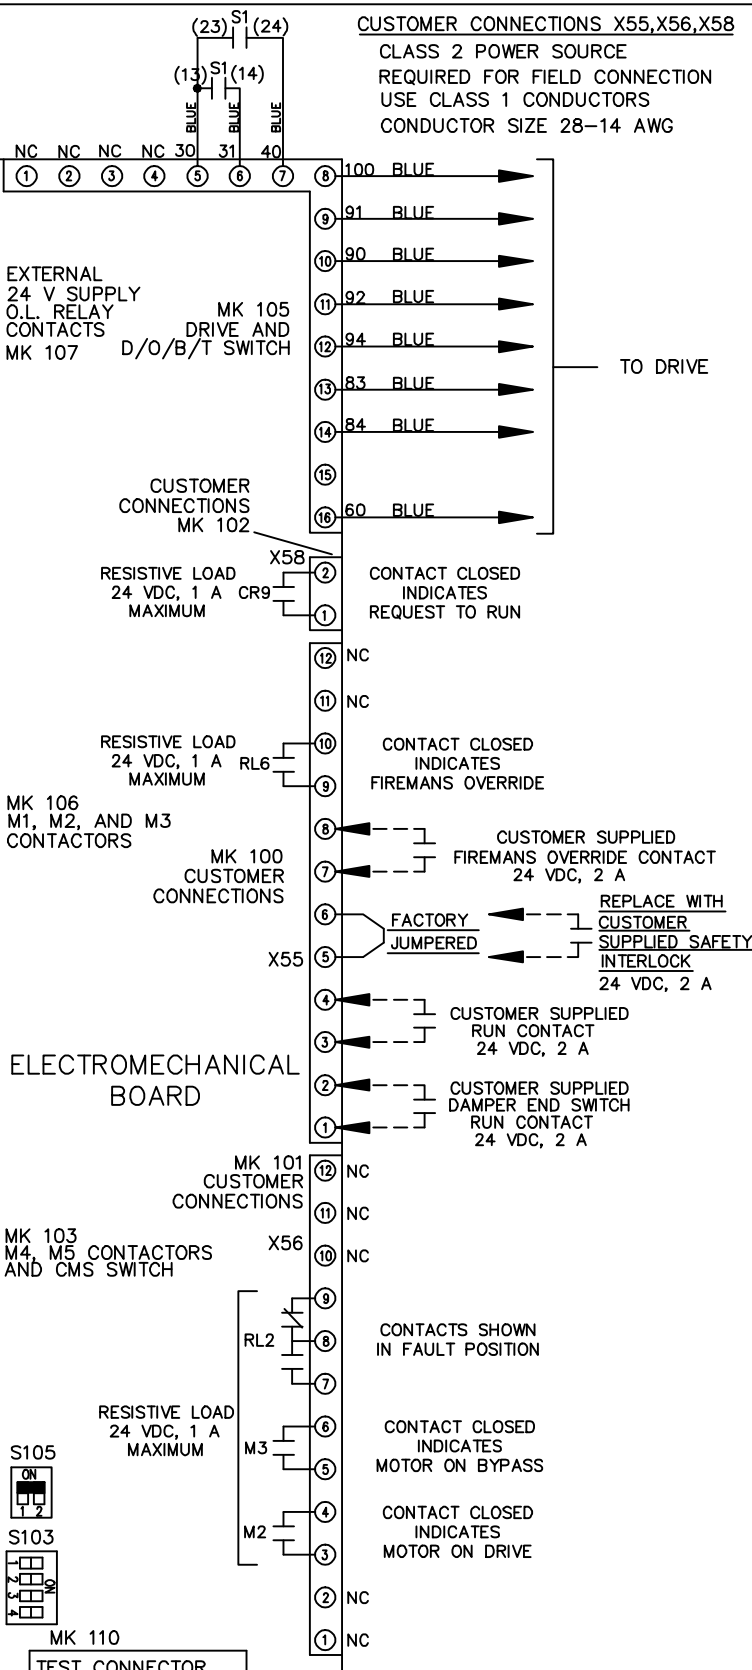 CUSTOMER CONNECTIONS X55,X56,X58
CLASS 2 POWER SOURCE
REQUIRED FOR FIELD CONNECTION
USE CLASS 1 CONDUCTORS
CONDUCTOR SIZE 28-14 AWG
(23) S1 (24)
(13) S1 (14)
BLUE BLUE BLUE
NC NC NC NC 30 31 40
1 2 3 4 5 6 7 8 100 BLUE
9 91 BLUE
10 90 BLUE
11 92 BLUE
12 94 BLUE
13 83 BLUE
14 84 BLUE
15
16 60 BLUE
TO DRIVE
EXTERNAL
24 V SUPPLY
O.L. RELAY
CONTACTS
MK 107
MK 105
DRIVE AND
D/O/B/T SWITCH
CUSTOMER
CONNECTIONS
MK 102
X58
RESISTIVE LOAD
24 VDC, 1 A
MAXIMUM
CR9
2
1
CONTACT CLOSED
INDICATES
REQUEST TO RUN
12 NC
11 NC
RESISTIVE LOAD
24 VDC, 1 A
MAXIMUM
RL6
10
9
CONTACT CLOSED
INDICATES
FIREMANS OVERRIDE
MK 106
M1, M2, AND M3
CONTACTORS
MK 100
CUSTOMER
CONNECTIONS
8
7
CUSTOMER SUPPLIED
FIREMANS OVERRIDE CONTACT
24 VDC, 2 A
X55
6
5
FACTORY
JUMPERED
REPLACE WITH
CUSTOMER
SUPPLIED SAFETY
INTERLOCK
24 VDC, 2 A
4
3
CUSTOMER SUPPLIED
RUN CONTACT
24 VDC, 2 A
ELECTROMECHANICAL
BOARD
2
1
CUSTOMER SUPPLIED
DAMPER END SWITCH
RUN CONTACT
24 VDC, 2 A
MK 101
CUSTOMER
CONNECTIONS
X56
12 NC
11 NC
10 NC
MK 103
M4, M5 CONTACTORS
AND CMS SWITCH
RL2
9
8
7
CONTACTS SHOWN
IN FAULT POSITION
RESISTIVE LOAD
24 VDC, 1 A
MAXIMUM
M3
6
5
CONTACT CLOSED
INDICATES
MOTOR ON BYPASS
M2
4
3
CONTACT CLOSED
INDICATES
MOTOR ON DRIVE
2 NC
1 NC
S105
ON
1 2
S103
1
2
3
4
ON
MK 110
TEST CONNECTOR